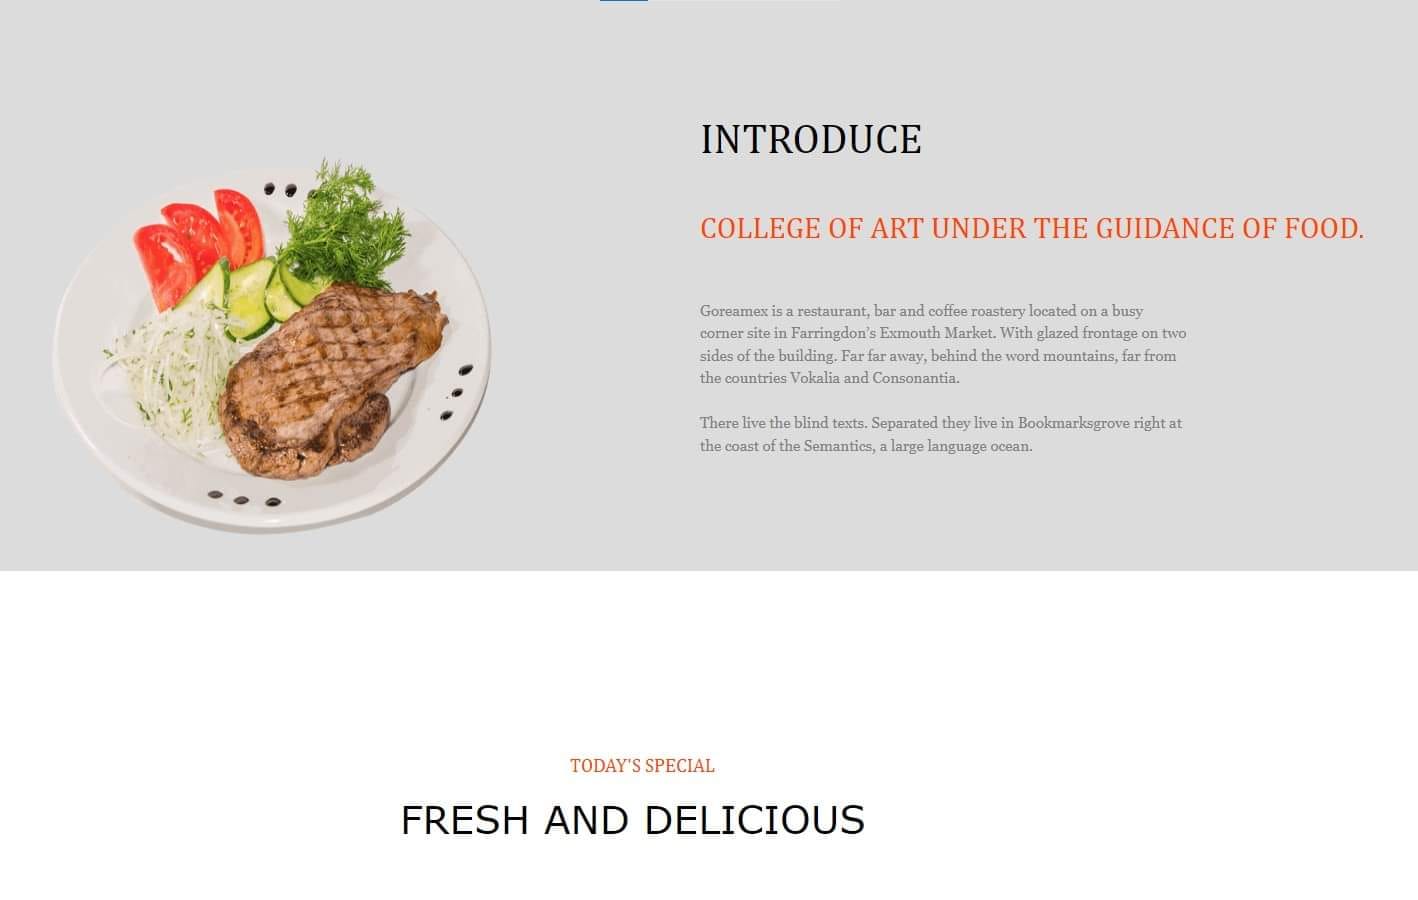 INTRODUCE
COLLEGE OF ART UNDER THE GUIDANCE OF FOOD.
Goreamex is a restaurant, bar and coffee roastery located on a busy
corner site in Farringdon’s Exmouth Market. With glazed frontage on two
sides of the building. Far far away, behind the word mountains, far from
the countries Vokalia and Consonantia.
There live the blind texts. Separated they live in Bookmarksgrove right at
the coast of the Semantics, a large language ocean.
TODAY'S SPECIAL
FRESH AND DELICIOUS